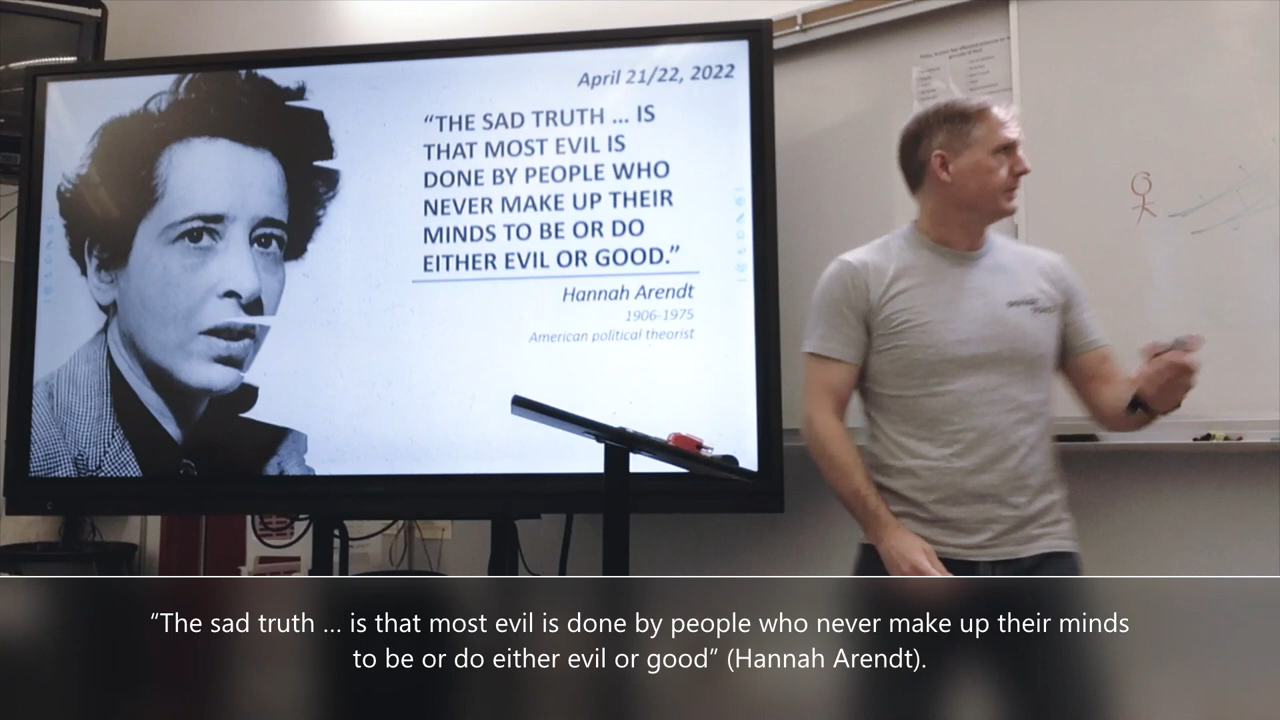 April 21/22, 2022
“THE SAD TRUTH ... IS
THAT MOST EVIL IS
DONE BY PEOPLE WHO
NEVER MAKE UP THEIR
MINDS TO BE OR DO
EITHER EVIL OR GOOD.”
Hannah Arendt
1906-1975
American political theorist
“The sad truth ... is that most evil is done by people who never make up their minds
to be or do either evil or good” (Hannah Arendt).